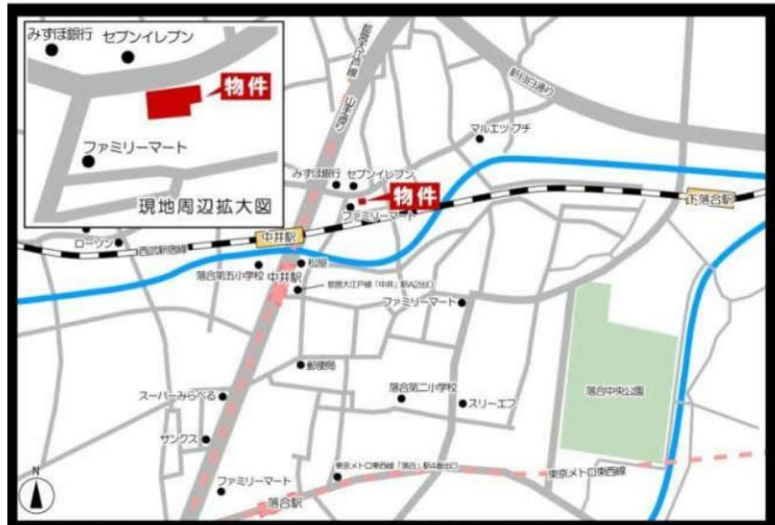 みずほ銀行
セブンイレブン
物件
ファミリーマート
現地周辺拡大図
都営大江戸線
山手通り
新目白通り
マルエツプチ
みずほ銀行
セブンイレブン
物件
ファミリーマート
下落合駅
ローソン
西武新宿線
中井駅
落合第五小学校
中井駅
松屋
都営大江戸線「中井」駅A2出口
ファミリーマート
郵便局
スーパーみらべる
落合第二小学校
スリーエフ
落合中央公園
サンクス
東京メトロ東西線「落合」駅4番出口
東京メトロ東西線
N
ファミリーマート
落合駅